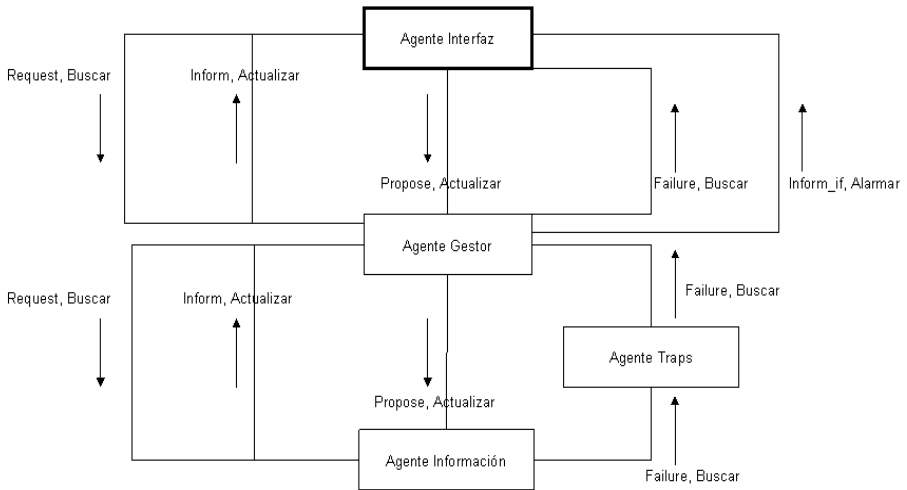 Agente Interfaz
Request, Buscar
Inform, Actualizar
Propose, Actualizar
Failure, Buscar
Inform_if, Alarmar
Agente Gestor
Request, Buscar
Inform, Actualizar
Failure, Buscar
Agente Traps
Propose, Actualizar
Agente Información
Failure, Buscar